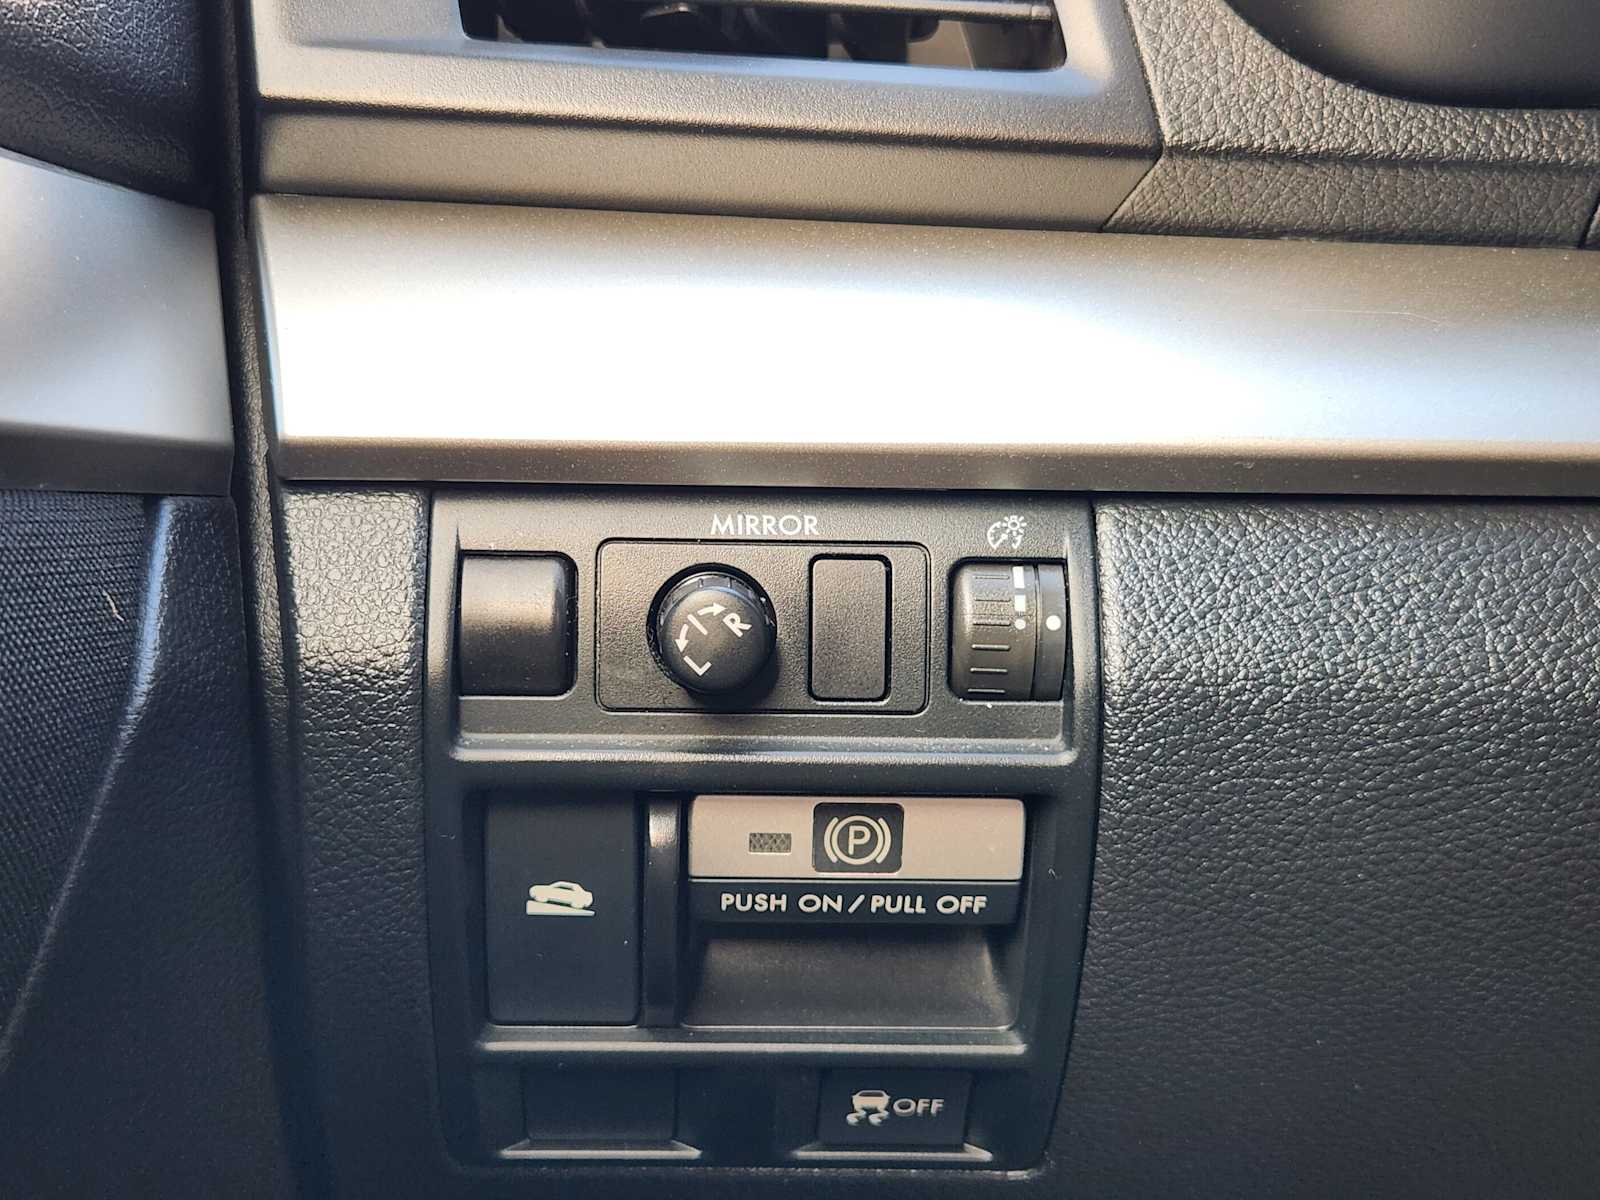 MIRROR
L R
P
PUSH ON / PULL OFF
OFF